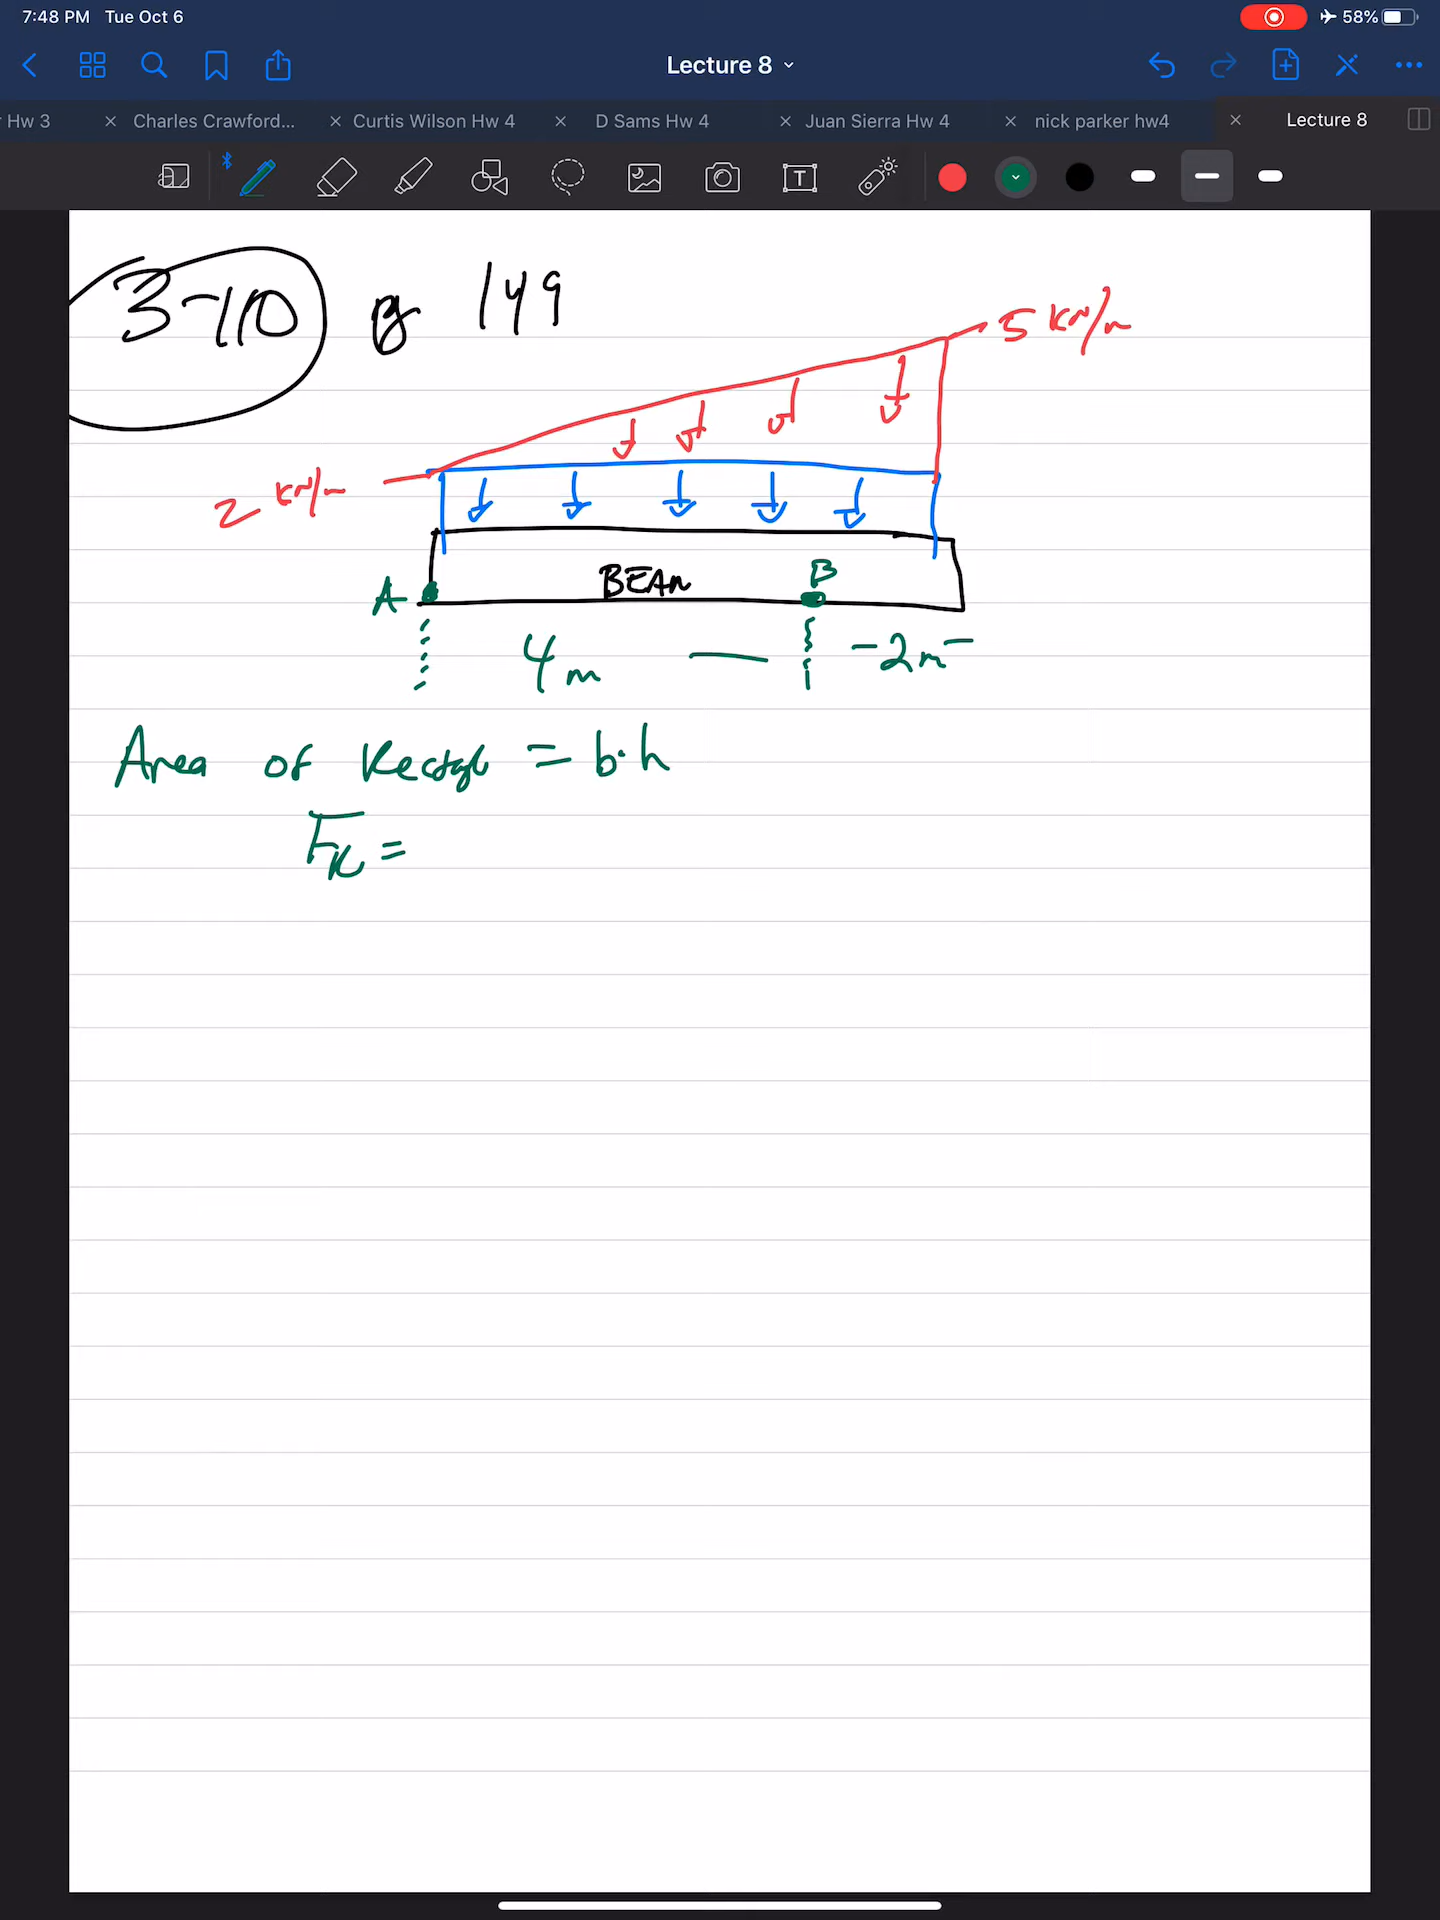 7:48 PM Tue Oct 6 58%
Lecture 8
Hw 3 Charles Crawford... Curtis Wilson Hw 4 D Sams Hw 4 Juan Sierra Hw 4 nick parker hw4 Lecture 8
T
3-110 pg 149
5 kN/m
2 kN/m
BEAM
A B
4m 2m
Area of Rectgl = b·h
FR =